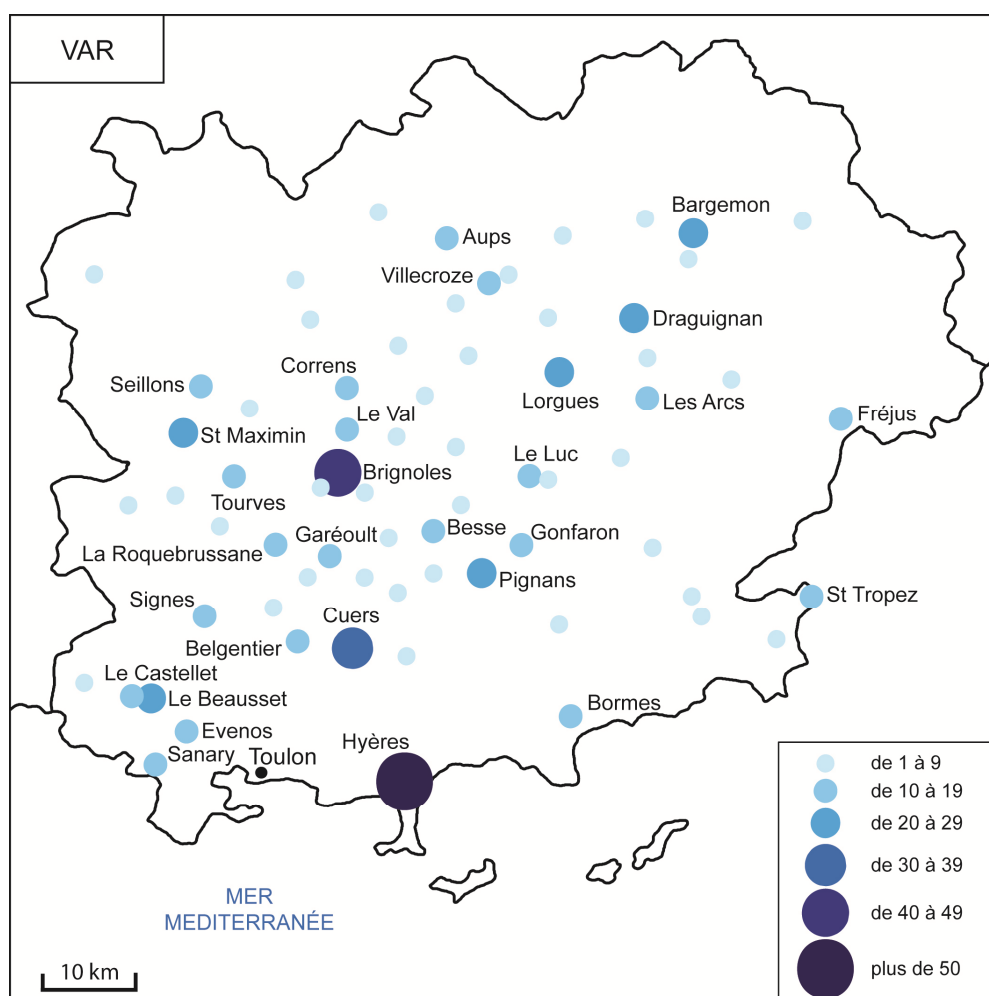 VAR
Bargemon
Aups
Villecroze
Draguignan
Correns
Seillons
Lorgues
Les Arcs
Le Val
Fréjus
St Maximin
Le Luc
Brignoles
Tourves
Garéoult
Besse
Gonfaron
La Roquebrussane
Pignans
Signes
St Tropez
Cuers
Belgentier
Le Castellet
Le Beausset
Bormes
Evenos
Hyères
Sanary
Toulon
de 1 à 9
de 10 à 19
de 20 à 29
de 30 à 39
de 40 à 49
plus de 50
MER
MEDITERRANÉE
10 km